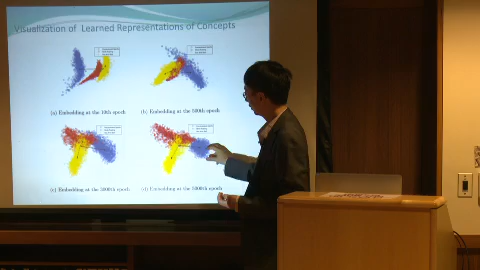 Visualization of Learned Representations of Concepts
(a) Embedding at the 10th epoch
(b) Embedding at the 500th epoch
(c) Embedding at the 3000th epoch
(d) Embedding at the 5000th epoch